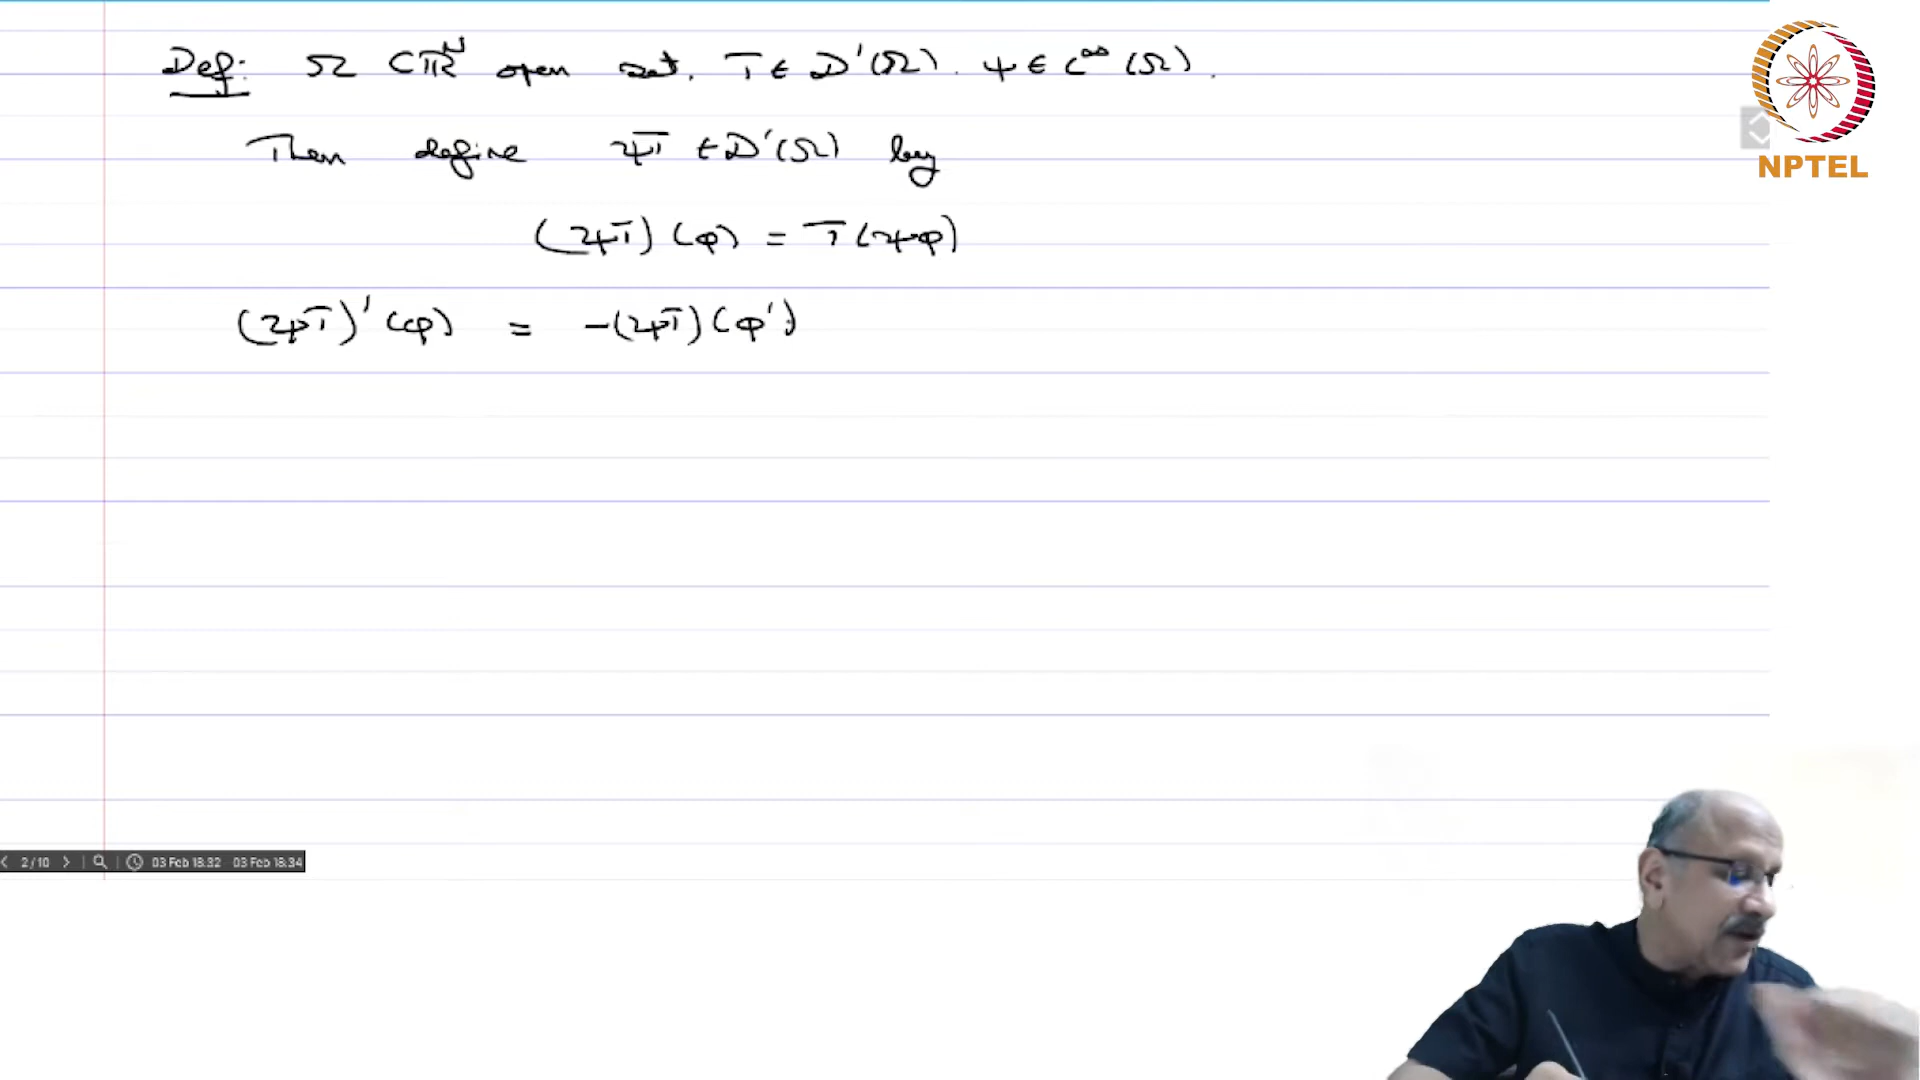 Def: Ω ⊂ ℝᴺ open set. T ∈ D'(Ω). ψ ∈ C^∞(Ω).
Then define ψT ∈ D'(Ω) by
(ψT)(φ) = T(ψφ)
(ψT)'(φ) = -(ψT)(φ')
NPTEL
2/10 03 Feb 18:32 03 Feb 18:34